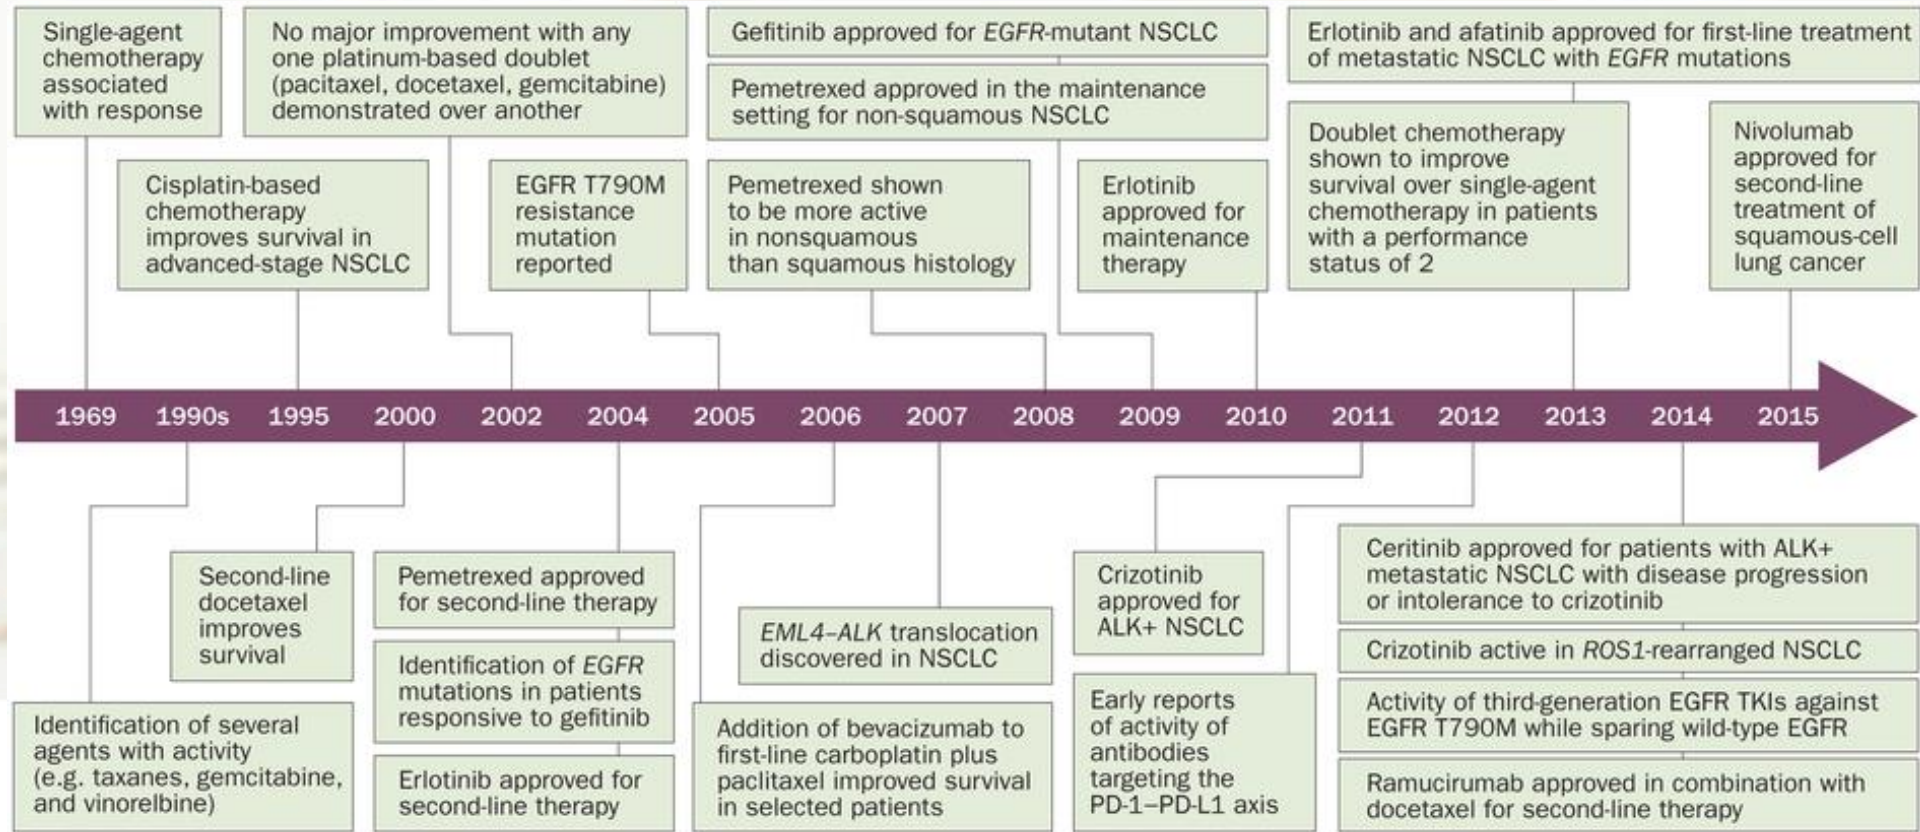 Single-agent
chemotherapy
associated
with response
No major improvement with any
one platinum-based doublet
(pacitaxel, docetaxel, gemcitabine)
demonstrated over another
Gefitinib approved for EGFR-mutant NSCLC
Pemetrexed approved in the maintenance
setting for non-squamous NSCLC
Erlotinib and afatinib approved for first-line treatment
of metastatic NSCLC with EGFR mutations
Cisplatin-based
chemotherapy
improves survival in
advanced-stage NSCLC
EGFR T790M
resistance
mutation
reported
Pemetrexed shown
to be more active
in nonsquamous
than squamous histology
Erlotinib
approved for
maintenance
therapy
Doublet chemotherapy
shown to improve
survival over single-agent
chemotherapy in patients
with a performance
status of 2
Nivolumab
approved for
second-line
treatment of
squamous-cell
lung cancer
1969 1990s 1995 2000 2002 2004 2005 2006 2007 2008 2009 2010 2011 2012 2013 2014 2015
Identification of several
agents with activity
(e.g. taxanes, gemcitabine,
and vinorelbine)
Second-line
docetaxel
improves
survival
Pemetrexed approved
for second-line therapy
Identification of EGFR
mutations in patients
responsive to gefitinib
Erlotinib approved for
second-line therapy
EML4–ALK translocation
discovered in NSCLC
Addition of bevacizumab to
first-line carboplatin plus
paclitaxel improved survival
in selected patients
Crizotinib
approved for
ALK+ NSCLC
Early reports
of activity of
antibodies
targeting the
PD-1–PD-L1 axis
Ceritinib approved for patients with ALK+
metastatic NSCLC with disease progression
or intolerance to crizotinib
Crizotinib active in ROS1-rearranged NSCLC
Activity of third-generation EGFR TKIs against
EGFR T790M while sparing wild-type EGFR
Ramucirumab approved in combination with
docetaxel for second-line therapy